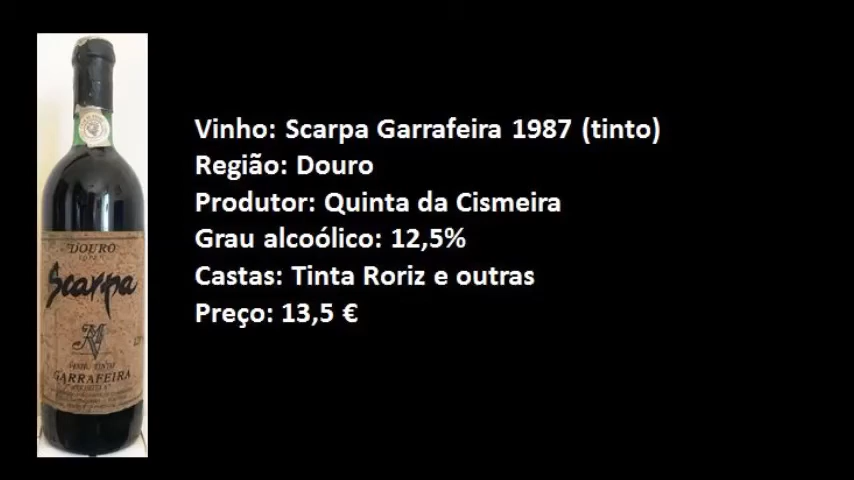 Vinho: Scarpa Garrafeira 1987 (tinto)
Região: Douro
Produtor: Quinta da Cismeira
Grau alcoólico: 12,5%
Castas: Tinta Roriz e outras
Preço: 13,5 €
DOURO
Scarpa
GARRAFEIRA